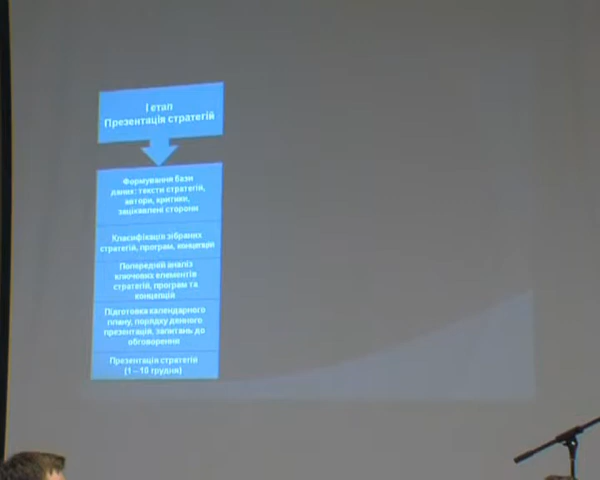 І етап
Презентація стратегій
Формування бази
даних: тексти стратегій,
автори, критики,
зацікавлені сторони
Класифікація зібраних
стратегій, програм, концепцій
Попередній аналіз
ключових елементів
стратегій, програм та
концепцій
Підготовка календарного
плану, порядку денного
презентацій, запитань до
обговорення
Презентація стратегій
(1 – 10 грудня)